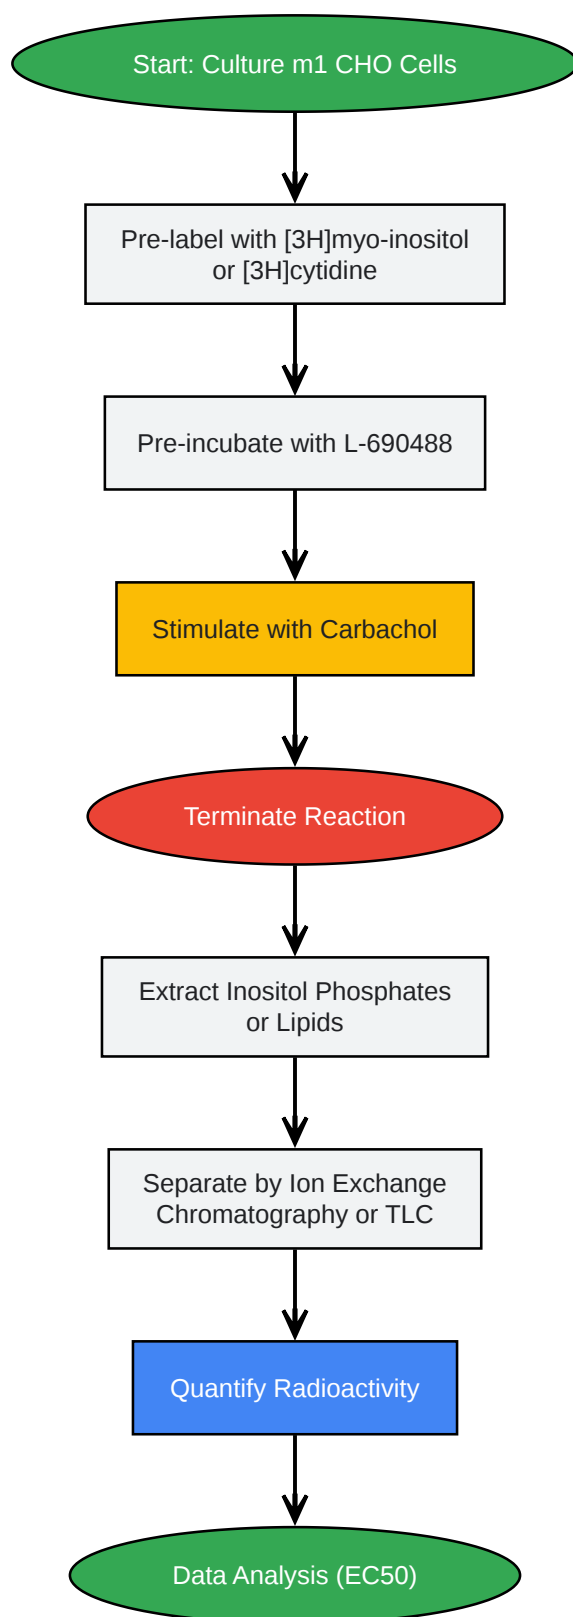 Start: Culture m1 CHO Cells
Pre-label with [3H]myo-inositol
or [3H]cytidine
Pre-incubate with L-690488
Stimulate with Carbachol
Terminate Reaction
Extract Inositol Phosphates
or Lipids
Separate by Ion Exchange
Chromatography or TLC
Quantify Radioactivity
Data Analysis (EC50)